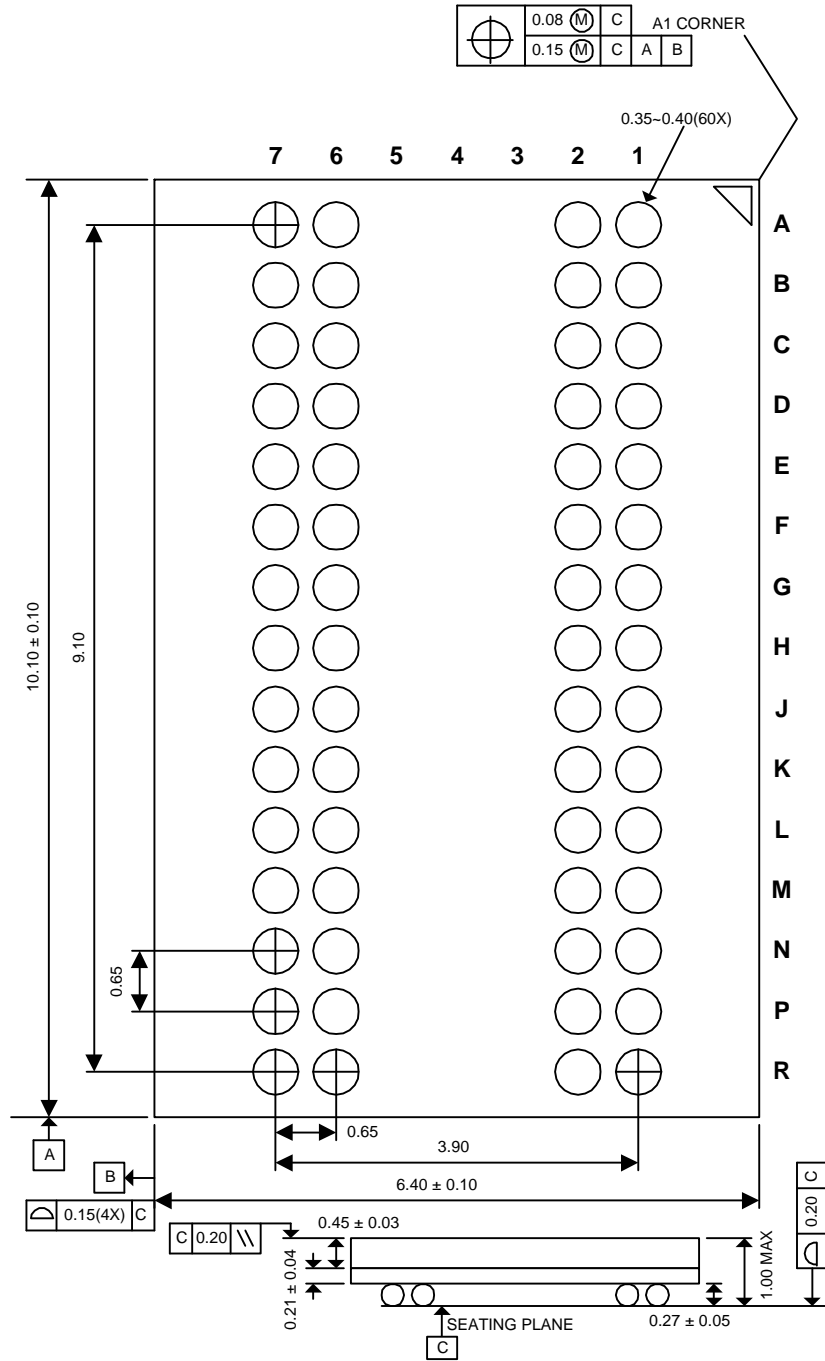 0.08 Ⓜ C
0.15 Ⓜ C A B
A1 CORNER
0.35~0.40(60X)
7 6 5 4 3 2 1
A
B
C
D
E
F
G
H
J
K
L
M
N
P
R
10.10 ± 0.10
9.10
0.65
0.65
3.90
6.40 ± 0.10
A
B
0.15(4X) C
C 0.20
0.45 ± 0.03
0.21 ± 0.04
1.00 MAX
0.20 C
SEATING PLANE
0.27 ± 0.05
C